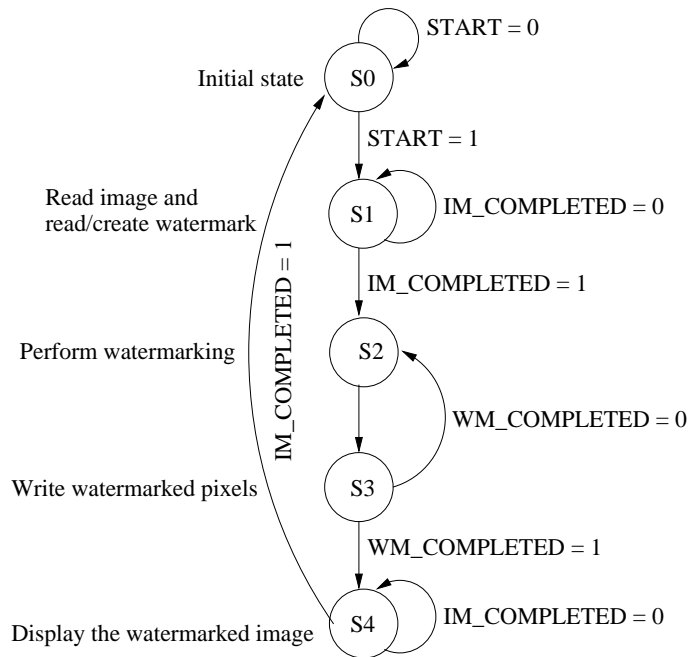 START = 0
Initial state
S0
START = 1
Read image and
read/create watermark
S1
IM_COMPLETED = 0
IM_COMPLETED = 1
IM_COMPLETED = 1
Perform watermarking
S2
WM_COMPLETED = 0
Write watermarked pixels
S3
WM_COMPLETED = 1
Display the watermarked image
S4
IM_COMPLETED = 0